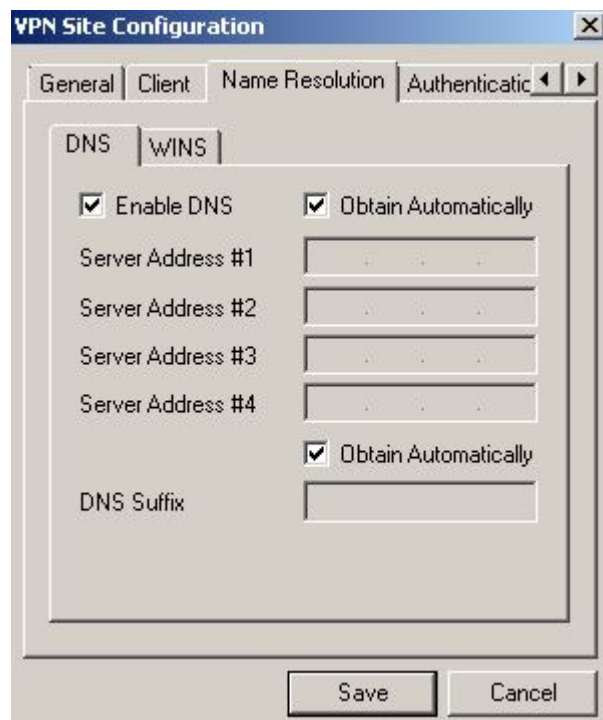 VPN Site Configuration
General Client Name Resolution Authenticatic
DNS WINS
Enable DNS Obtain Automatically
Server Address #1
Server Address #2
Server Address #3
Server Address #4
Obtain Automatically
DNS Suffix
Save Cancel